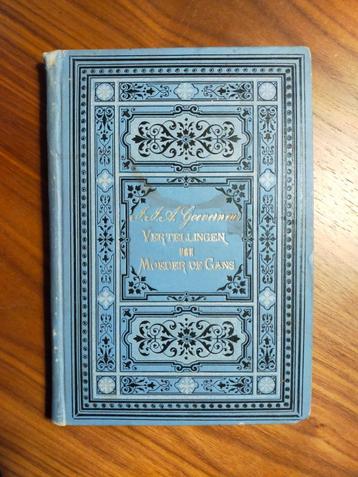 J.J.A. Goeverneur
VERTELLINGEN
VAN
MOEDER DE GANS